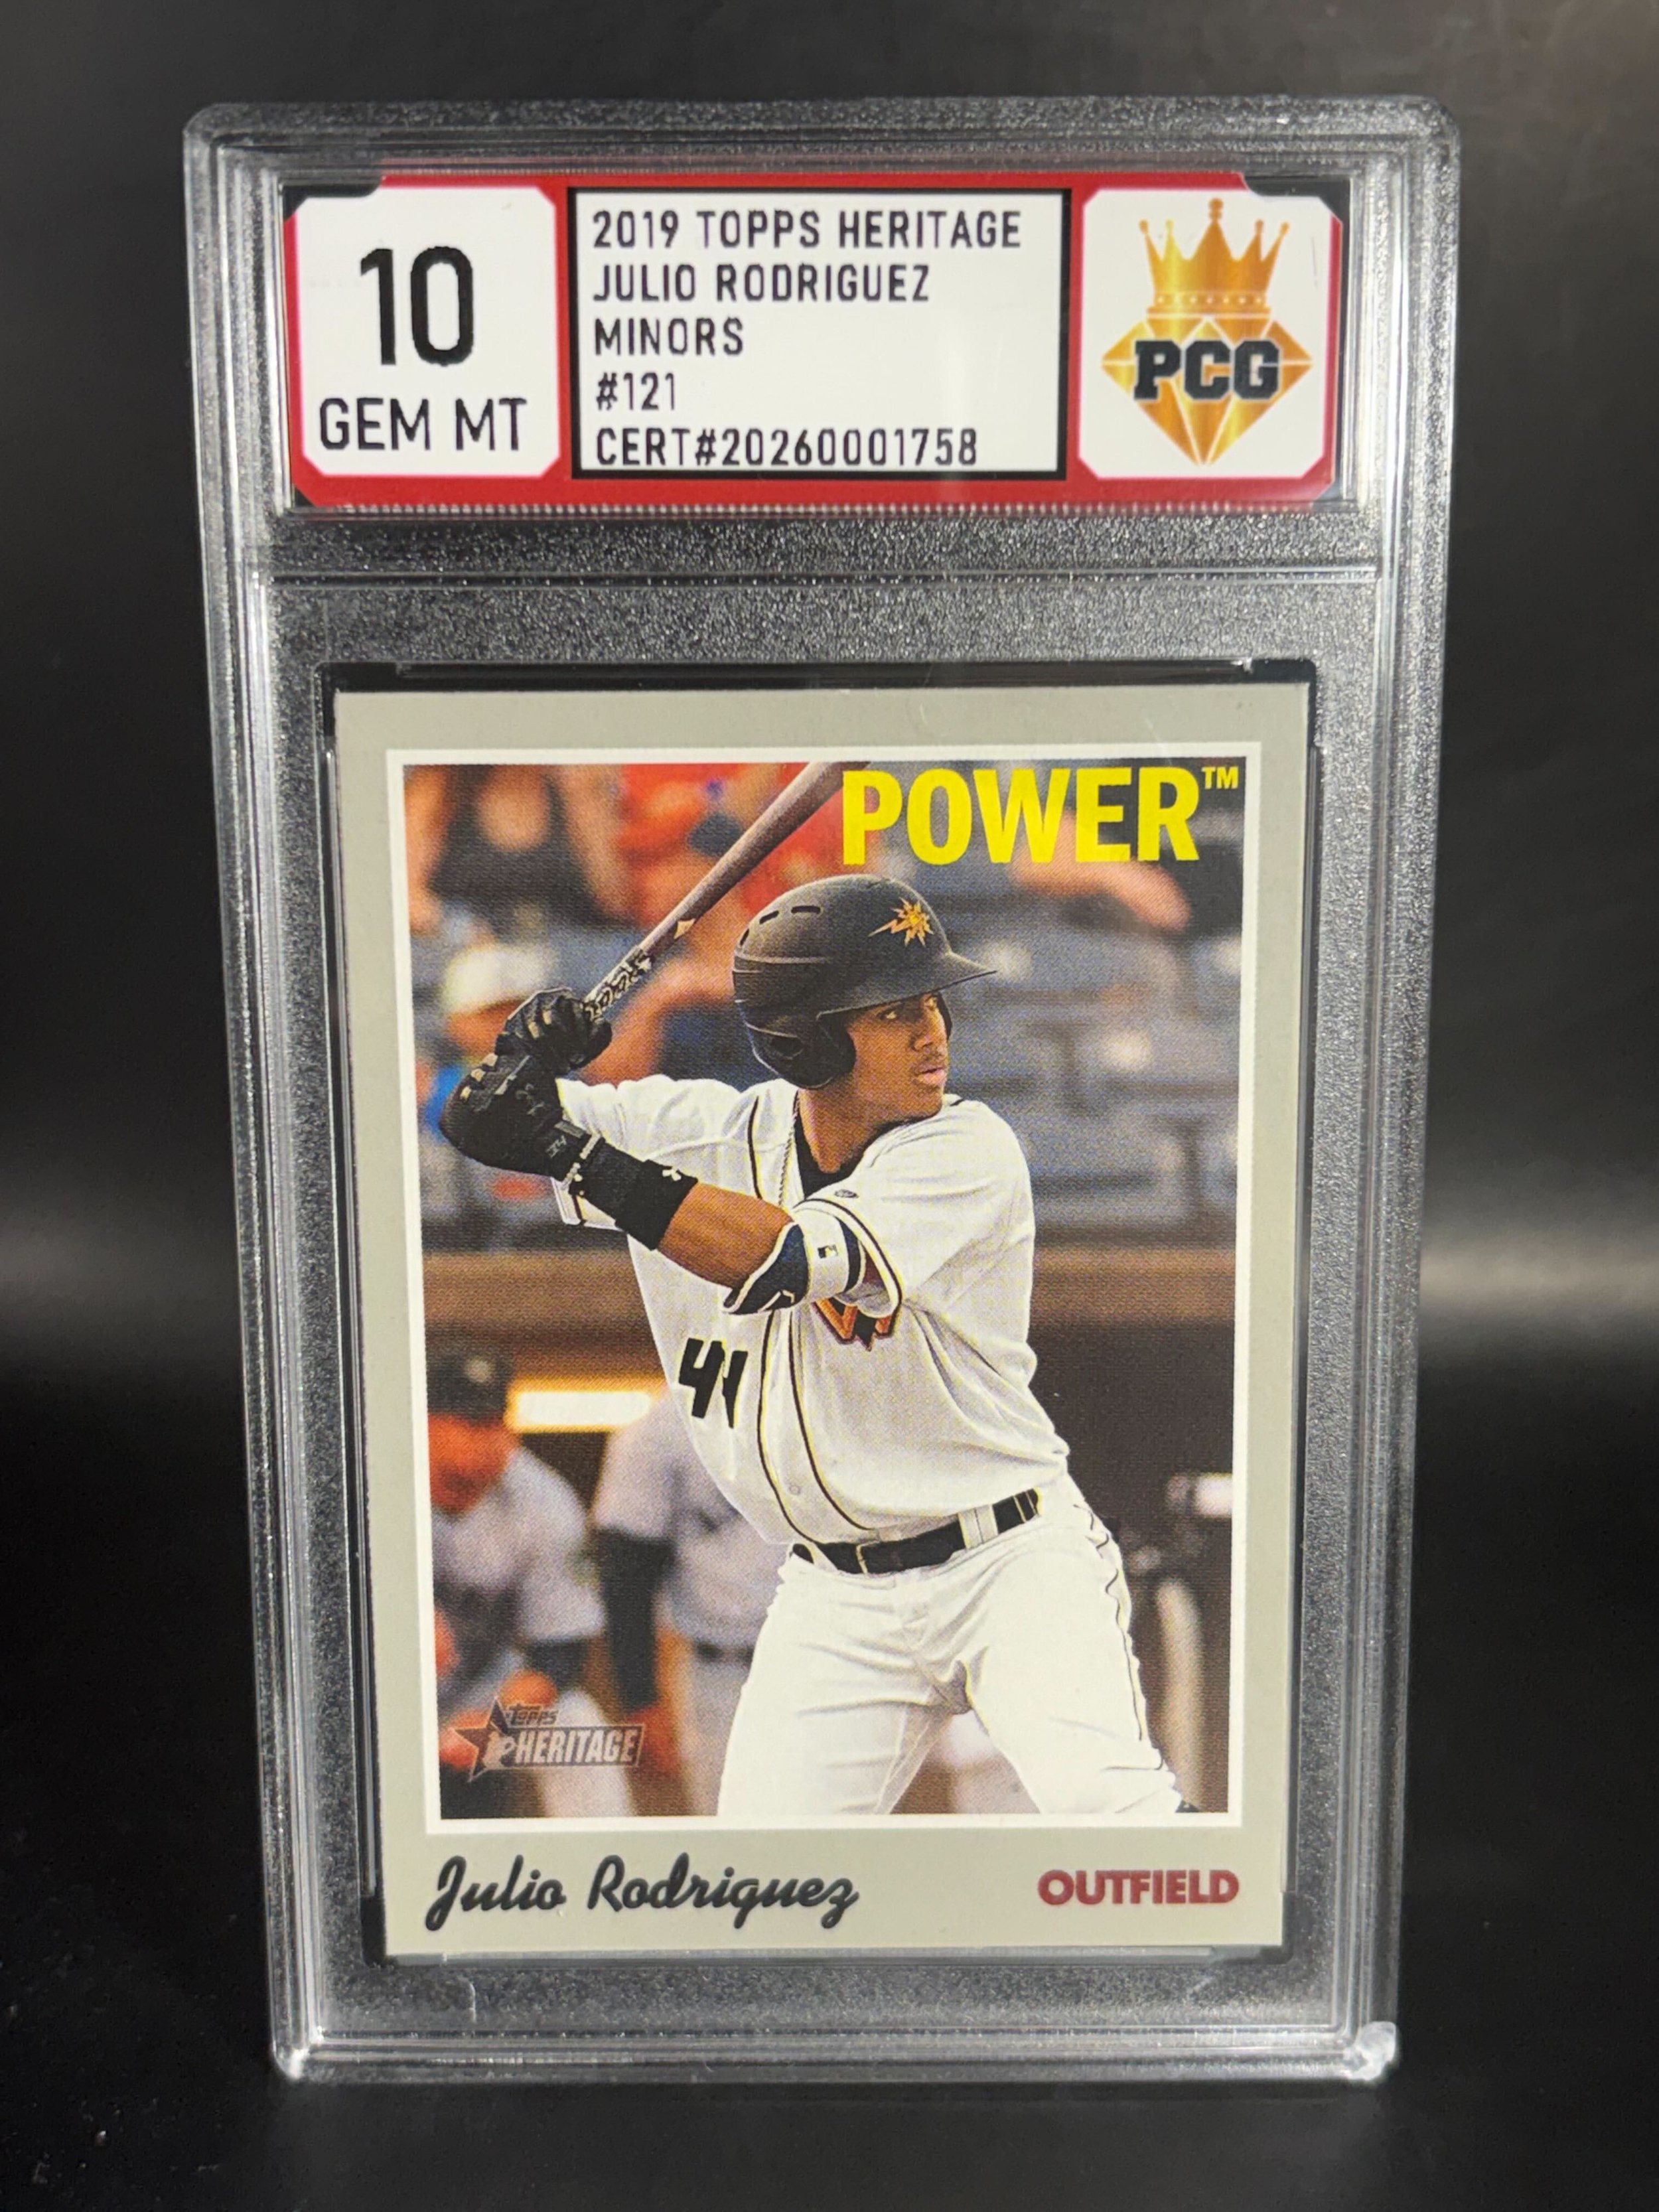 10
GEM MT
2019 TOPPS HERITAGE
JULIO RODRIGUEZ
MINORS
#121
CERT#20260001758
PCG
POWER™
41
W
Topps
HERITAGE
Julio Rodriguez
OUTFIELD